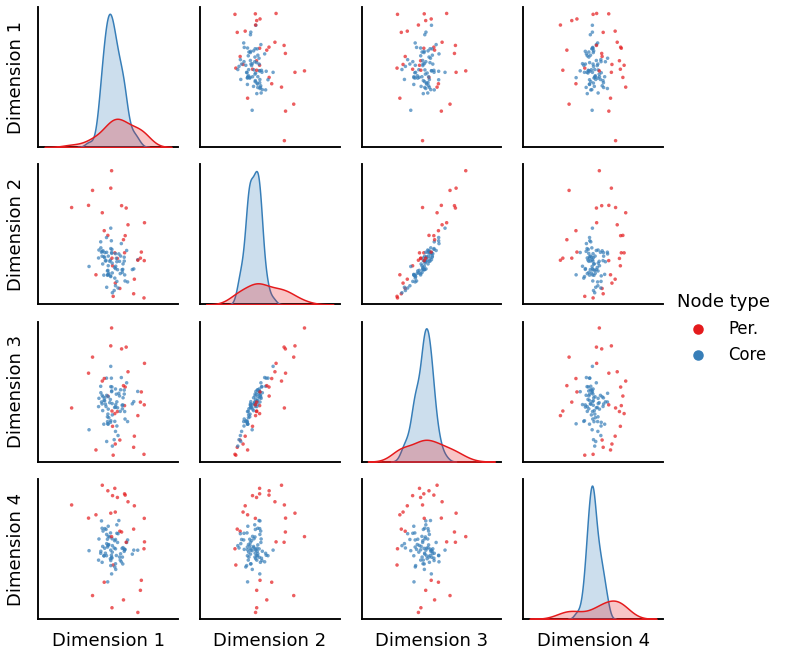 Dimension 1
Dimension 2
Node type
Per.
Core
Dimension 3
Dimension 4
Dimension 1
Dimension 2
Dimension 3
Dimension 4